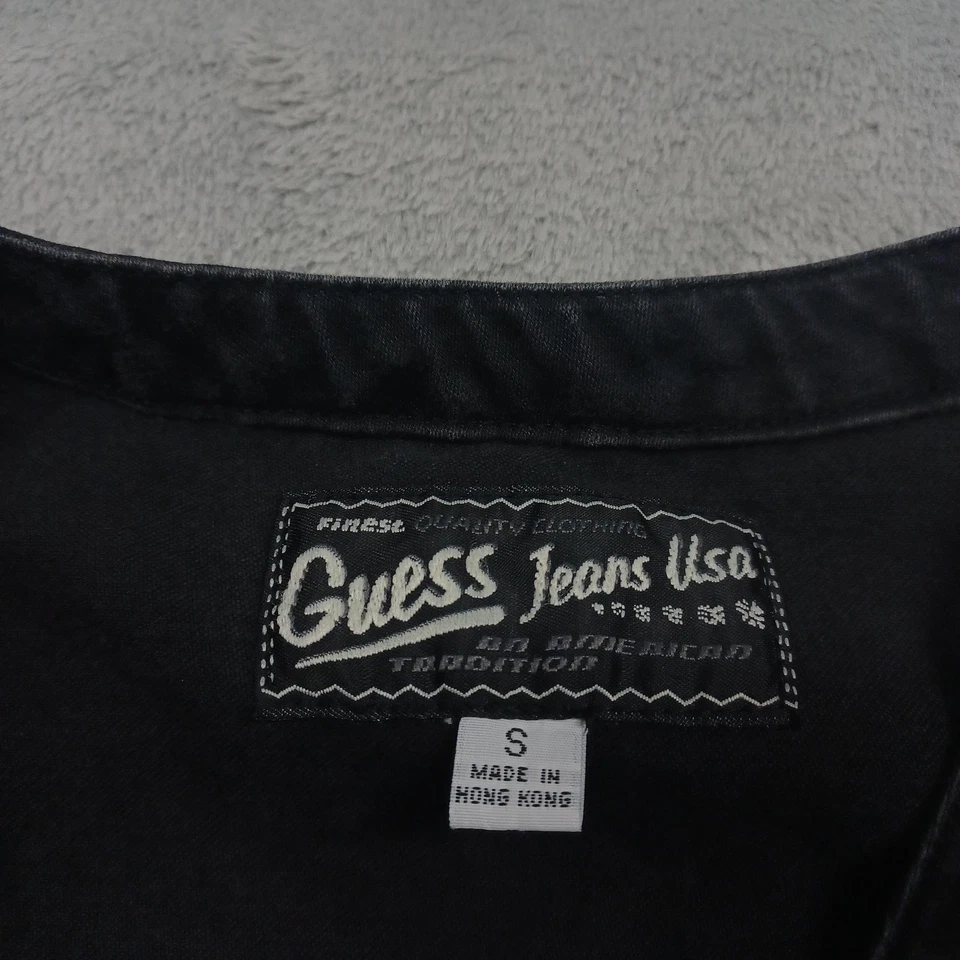 Finest QUALITY CLOTHING
Guess Jeans Usa
AN AMERICAN
TRADITION
S
MADE IN
HONG KONG